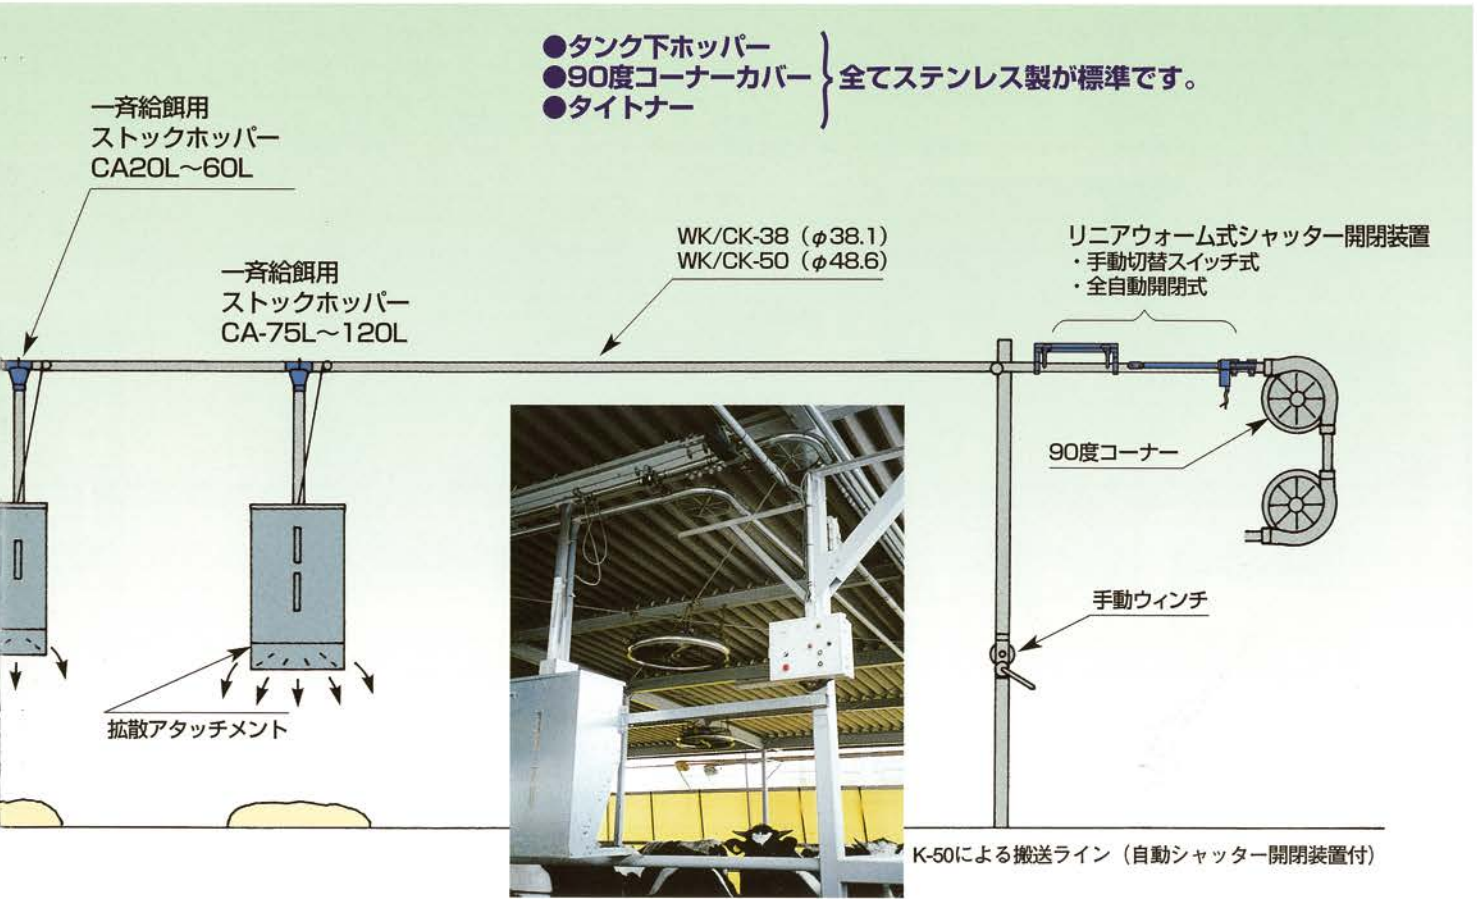 ●タンク下ホッパー
●90度コーナーカバー
●タイトナー
全てステンレス製が標準です。
一斉給餌用
ストックホッパー
CA20L〜60L
一斉給餌用
ストックホッパー
CA-75L〜120L
WK/CK-38（φ38.1）
WK/CK-50（φ48.6）
リニアウォーム式シャッター開閉装置
・手動切替スイッチ式
・全自動開閉式
90度コーナー
手動ウィンチ
拡散アタッチメント
K-50による搬送ライン（自動シャッター開閉装置付）